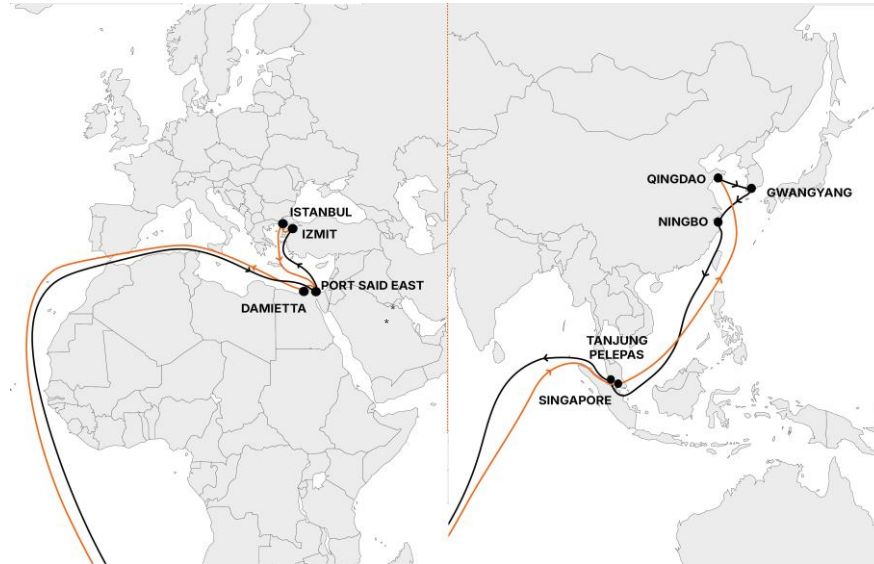 ISTANBUL
IZMIT
PORT SAID EAST
DAMIETTA
QINGDAO
GWANGYANG
NINGBO
TANJUNG
PELEPAS
SINGAPORE